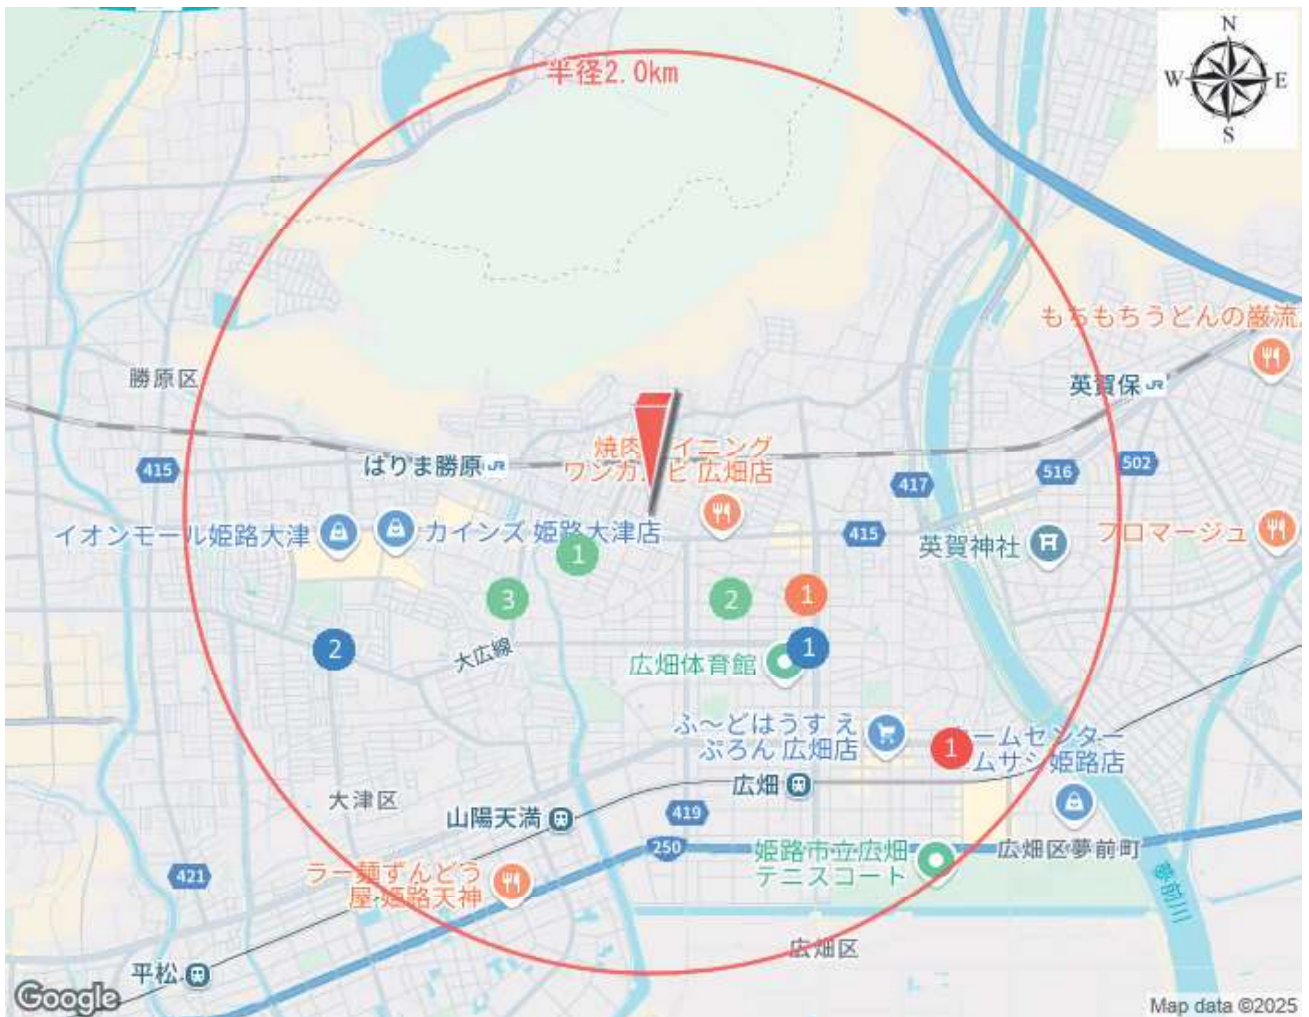 N
W E
S
半径2.0km
もちもちうどんの巌流
勝原区
英賀保 JR
焼肉 イニング
ワンカ ビ 広畑店
はりま勝原 JR
415
516
502
417
イオンモール姫路大津
カインズ 姫路大津店
415
英賀神社
フロマージュ
1
3
2
1
2
大広線
広畑体育館
1
ふ〜どはうす え
ぷろん 広畑店
1
ームセンター
ムサシ 姫路店
広畑
大津区
山陽天満
419
250
姫路市立広畑
テニスコート
広畑区夢前町
421
ラー麺ずんどう
屋 姫路天神
夢前川
広畑区
平松
Google
Map data ©2025